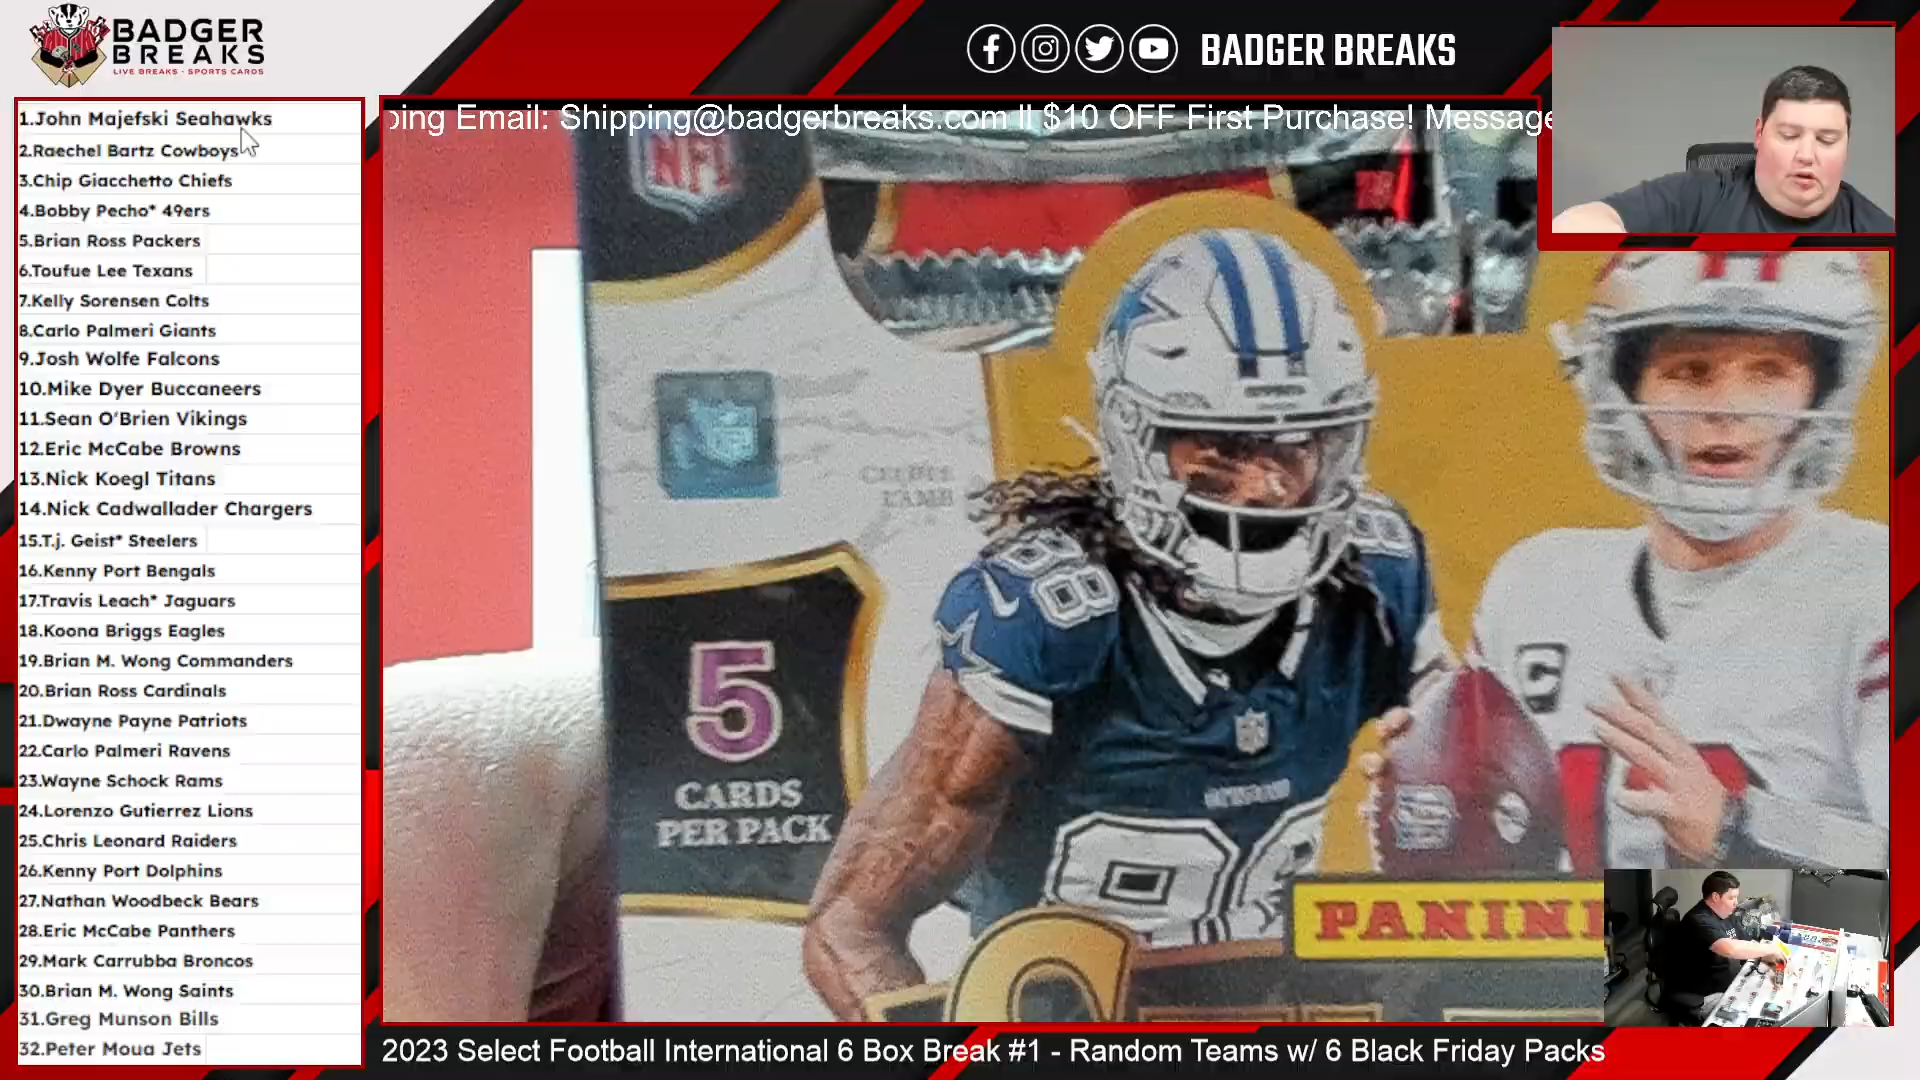 BADGER
BREAKS
LIVE BREAKS - SPORTS CARDS
BADGER BREAKS
1.John Majefski Seahawks
2.Raechel Bartz Cowboys
3.Chip Giacchetto Chiefs
4.Bobby Pecho* 49ers
5.Brian Ross Packers
6.Toufue Lee Texans
7.Kelly Sorensen Colts
8.Carlo Palmeri Giants
9.Josh Wolfe Falcons
10.Mike Dyer Buccaneers
11.Sean O'Brien Vikings
12.Eric McCabe Browns
13.Nick Koegl Titans
14.Nick Cadwallader Chargers
15.T.j. Geist* Steelers
16.Kenny Port Bengals
17.Travis Leach* Jaguars
18.Koona Briggs Eagles
19.Brian M. Wong Commanders
20.Brian Ross Cardinals
21.Dwayne Payne Patriots
22.Carlo Palmeri Ravens
23.Wayne Schock Rams
24.Lorenzo Gutierrez Lions
25.Chris Leonard Raiders
26.Kenny Port Dolphins
27.Nathan Woodbeck Bears
28.Eric McCabe Panthers
29.Mark Carrubba Broncos
30.Brian M. Wong Saints
31.Greg Munson Bills
32.Peter Moua Jets
ping Email: Shipping@badgerbreaks.com II $10 OFF First Purchase! Message
NFL
CEEDEE
LAMB
88
8
C
5
CARDS
PER PACK
88
PANINI
2023 Select Football International 6 Box Break #1 - Random Teams w/ 6 Black Friday Packs